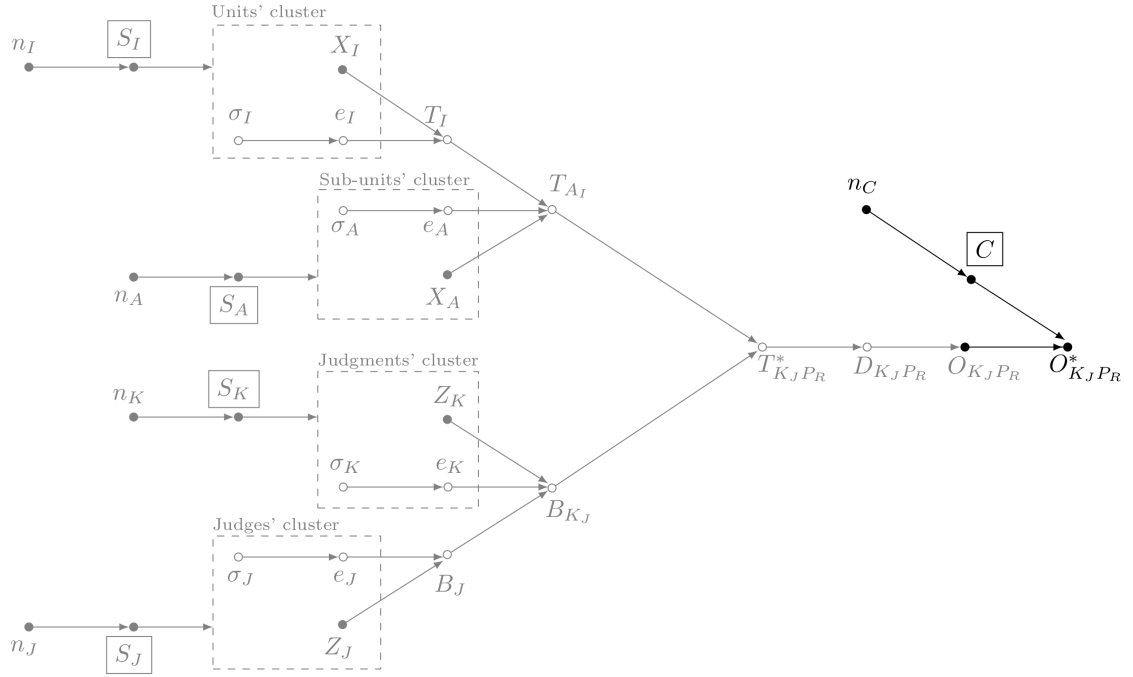 Units' cluster
n_I
S_I
X_I
σ_I
e_I
T_I
Sub-units' cluster
T_{A_I}
n_C
σ_A
e_A
C
n_A
S_A
X_A
Judgments' cluster
T^*_{K_J P_R}
D_{K_J P_R}
O_{K_J P_R}
O^*_{K_J P_R}
n_K
S_K
Z_K
σ_K
e_K
B_{K_J}
Judges' cluster
σ_J
e_J
B_J
n_J
S_J
Z_J